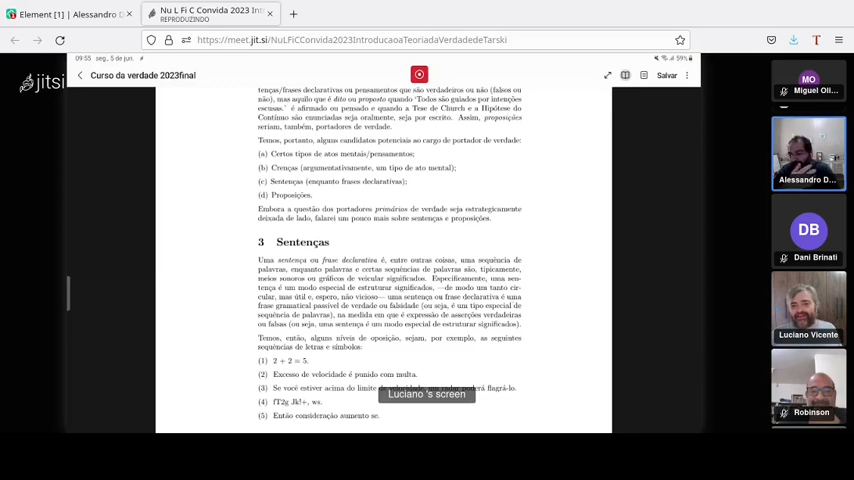 Element [1] | Alessandro D
Nu L Fi C Convida 2023 Intr
REPRODUZINDO
https://meet.jit.si/NuLFiCConvida2023IntroducaoaTeoriadaVerdadedeTarski
09:55 seg., 5 de jun.
59%
Curso da verdade 2023final
Salvar
jitsi
tenças/frases declarativas ou pensamentos que são verdadeiros ou não (falsos ou
não), mas aquilo que é dito ou proposto quando 'Todos são guiados por intenções
escusas.' é afirmado ou pensado e quando a Tese de Church e a Hipótese do
Contínuo são enunciadas seja oralmente, seja por escrito. Assim, proposições
seriam, também, portadores de verdade.
Temos, portanto, alguns candidatos potenciais ao cargo de portador de verdade:
(a) Certos tipos de atos mentais/pensamentos;
(b) Crenças (argumentativamente, um tipo de ato mental);
(c) Sentenças (enquanto frases declarativas);
(d) Proposições.
Embora a questão dos portadores primários de verdade seja estrategicamente
deixada de lado, falarei um pouco mais sobre sentenças e proposições.
3 Sentenças
Uma sentença ou frase declarativa é, entre outras coisas, uma sequência de
palavras, enquanto palavras e certas sequências de palavras são, tipicamente,
meios sonoros ou gráficos de veicular significados. Especificamente, uma sen-
tença é um modo especial de estruturar significados, —de modo um tanto cir-
cular, mas útil e, espero, não vicioso— uma sentença ou frase declarativa é uma
frase gramatical passível de verdade ou falsidade (ou seja, é um tipo especial de
sequência de palavras), na medida em que é expressão de asserções verdadeiras
ou falsas (ou seja, uma sentença é um modo especial de estruturar significados).
Temos, então, alguns níveis de oposição, sejam, por exemplo, as seguintes
sequências de letras e símbolos:
(1) 2 + 2 = 5.
(2) Excesso de velocidade é punido com multa.
(3) Se você estiver acima do limite de velocidade, um radar poderá flagrá-lo.
(4) fT2g Jk!+, ws.
(5) Então consideração aumento se.
Luciano 's screen
MO
Miguel Oli...
Alessandro D...
DB
Dani Brinati
Luciano Vicente
Robinson